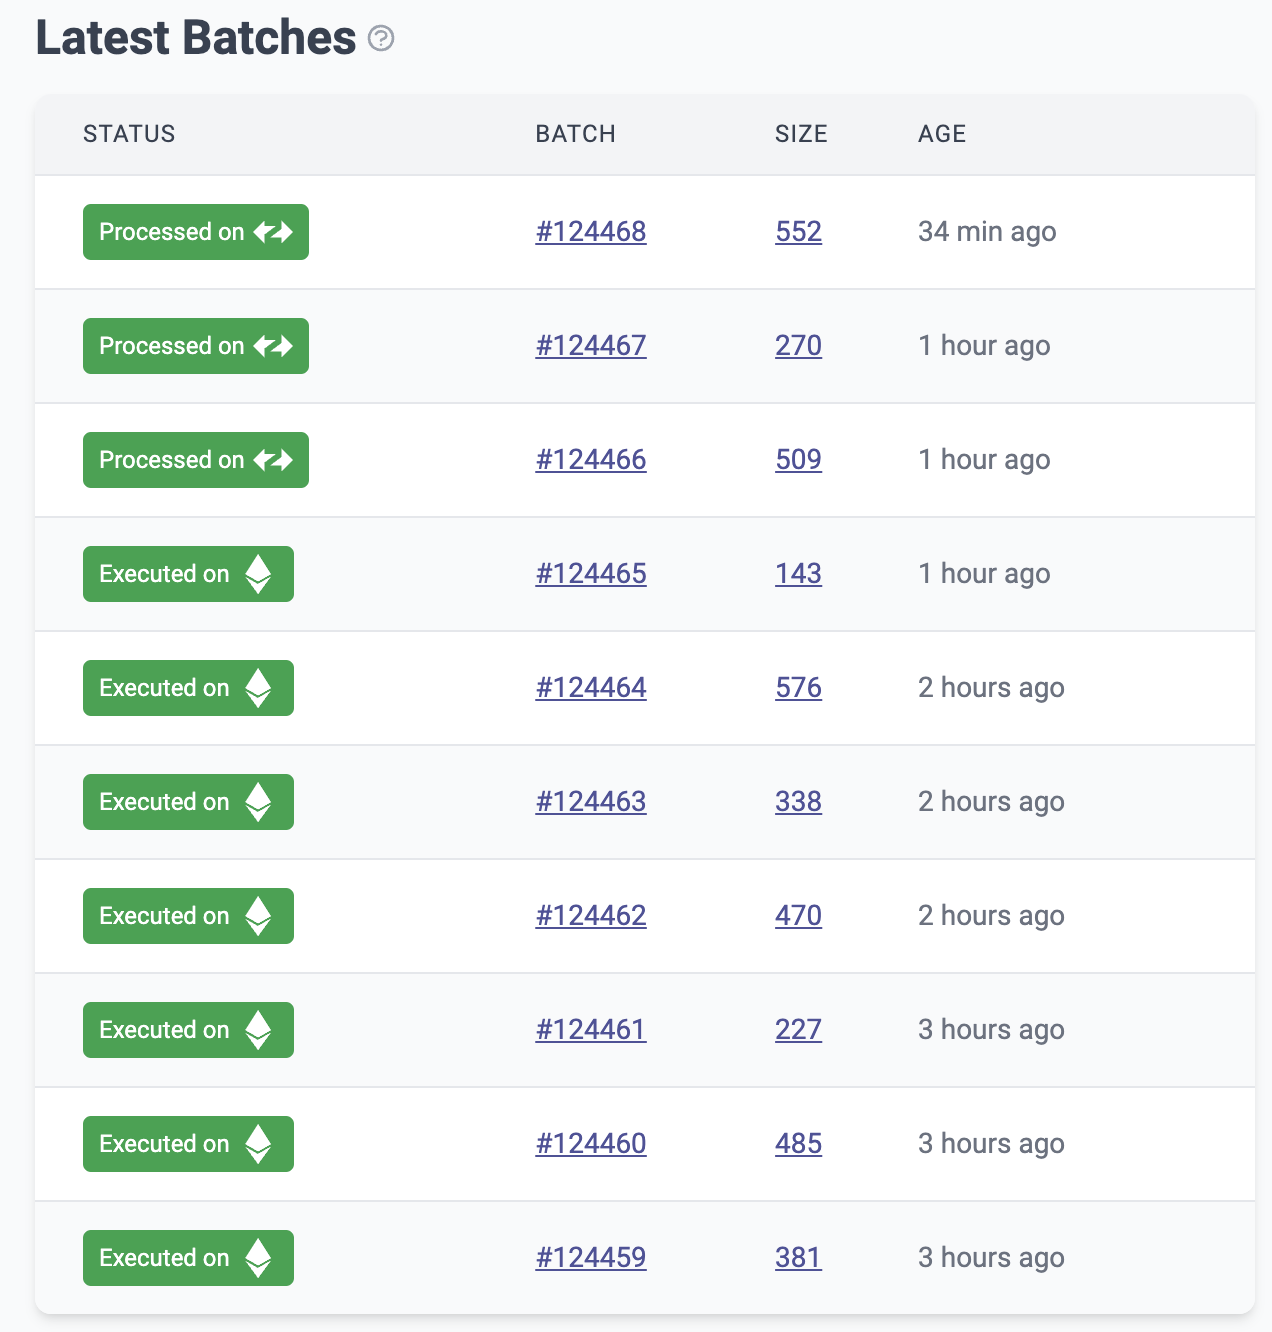 Latest Batches
STATUS BATCH SIZE AGE
Processed on #124468 552 34 min ago
Processed on #124467 270 1 hour ago
Processed on #124466 509 1 hour ago
Executed on #124465 143 1 hour ago
Executed on #124464 576 2 hours ago
Executed on #124463 338 2 hours ago
Executed on #124462 470 2 hours ago
Executed on #124461 227 3 hours ago
Executed on #124460 485 3 hours ago
Executed on #124459 381 3 hours ago